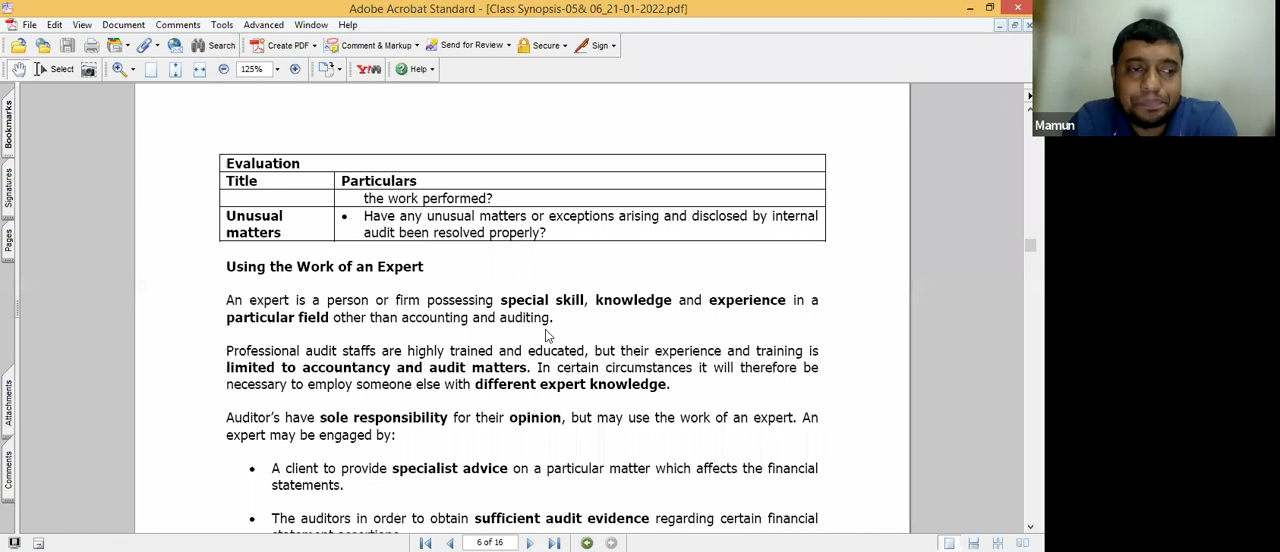 Adobe Acrobat Standard - [Class Synopsis-05& 06_21-01-2022.pdf]
File Edit View Document Comments Tools Advanced Window Help
Search Create PDF Comment & Markup Send for Review Secure Sign
Select 125% Y! Help
Mamun
Bookmarks
Signatures
Pages
Attachments
Comments
Evaluation
Title Particulars
the work performed?
Unusual • Have any unusual matters or exceptions arising and disclosed by internal
matters audit been resolved properly?
Using the Work of an Expert
An expert is a person or firm possessing special skill, knowledge and experience in a
particular field other than accounting and auditing.
Professional audit staffs are highly trained and educated, but their experience and training is
limited to accountancy and audit matters. In certain circumstances it will therefore be
necessary to employ someone else with different expert knowledge.
Auditor's have sole responsibility for their opinion, but may use the work of an expert. An
expert may be engaged by:
• A client to provide specialist advice on a particular matter which affects the financial
statements.
• The auditors in order to obtain sufficient audit evidence regarding certain financial
statement assertions.
6 of 16